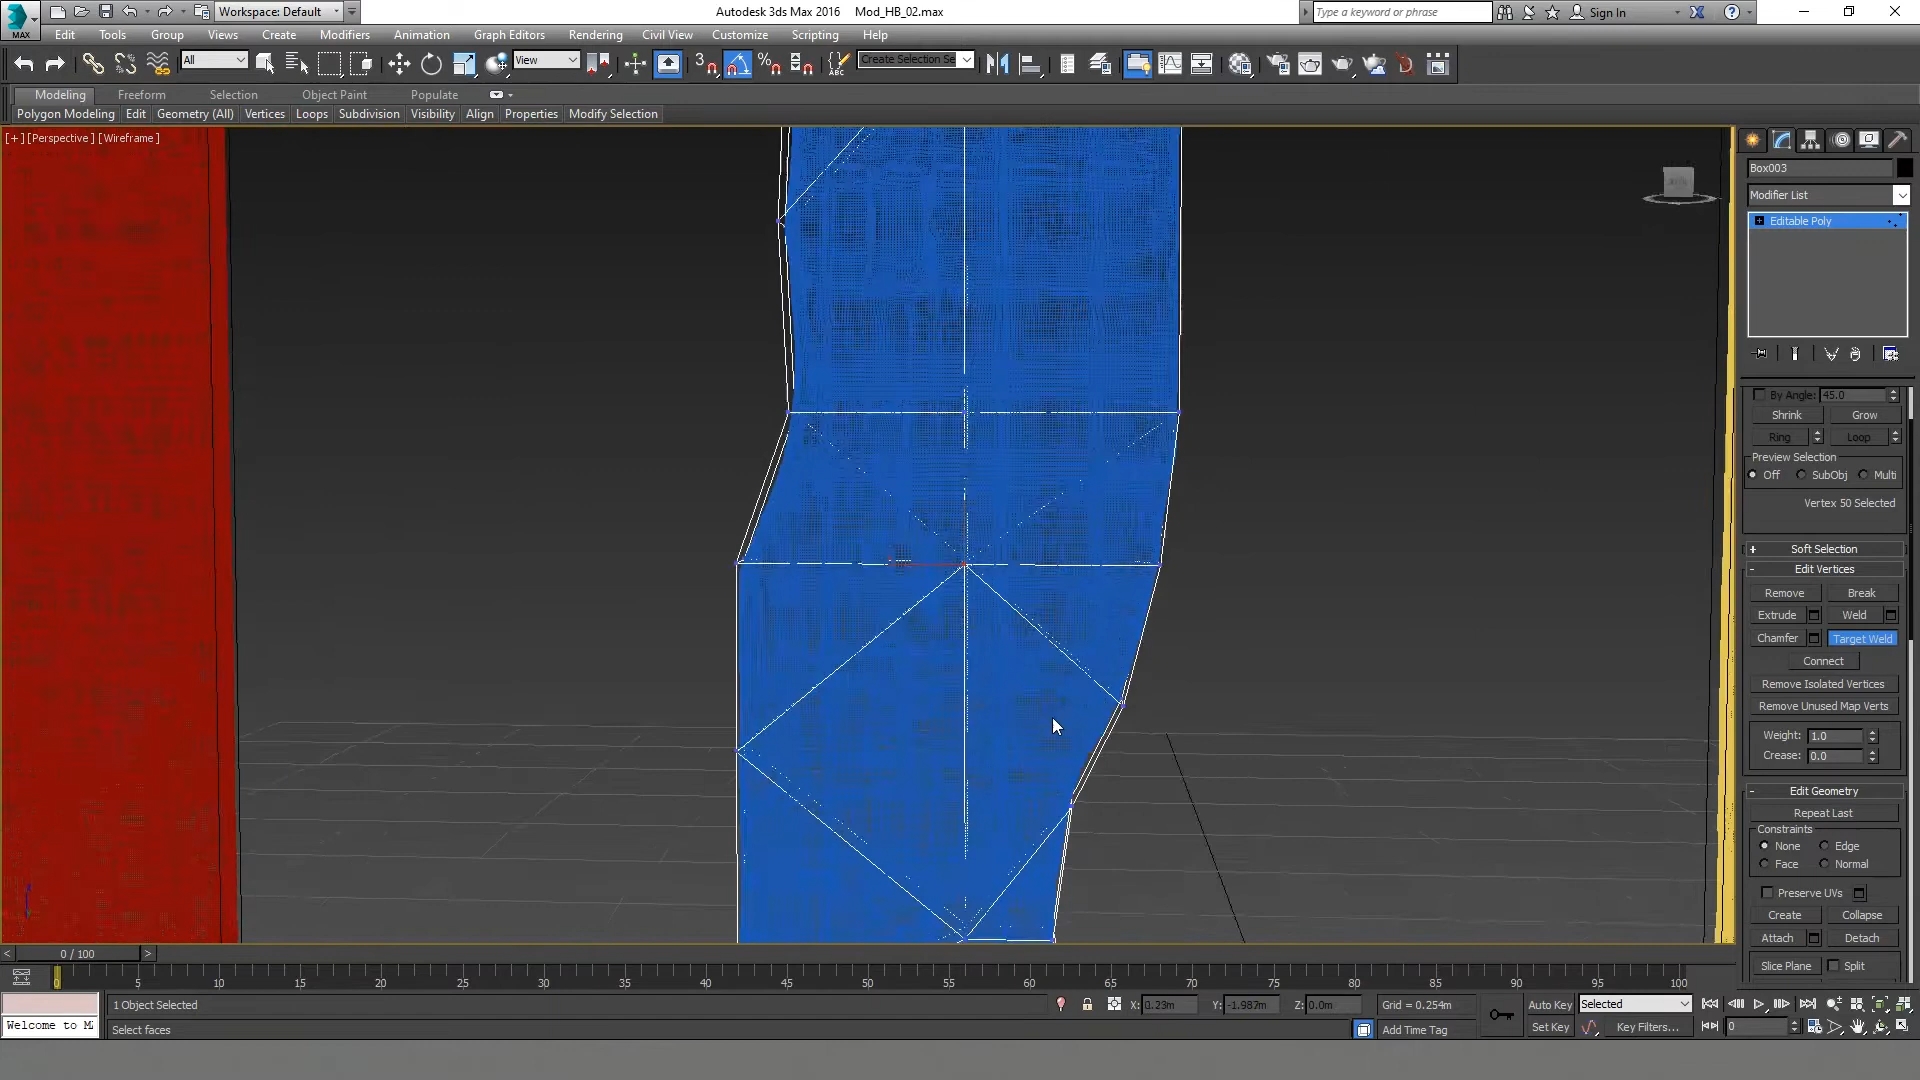 Workspace: Default
Autodesk 3ds Max 2016 Mod_HB_02.max
Type a keyword or phrase
Sign In
MAX
Edit Tools Group Views Create Modifiers Animation Graph Editors Rendering Civil View Customize Scripting Help
All
View
Create Selection Se
Modeling Freeform Selection Object Paint Populate
Polygon Modeling Edit Geometry (All) Vertices Loops Subdivision Visibility Align Properties Modify Selection
[+] [Perspective ] [Wireframe ]
Box003
Modifier List
Editable Poly
By Angle: 45.0
Shrink Grow
Ring Loop
Preview Selection
Off SubObj Multi
Vertex 50 Selected
+ Soft Selection
- Edit Vertices
Remove Break
Extrude Weld
Chamfer Target Weld
Connect
Remove Isolated Vertices
Remove Unused Map Verts
Weight: 1.0
Crease: 0.0
- Edit Geometry
Repeat Last
Constraints
None Edge
Face Normal
Preserve UVs
Create Collapse
Attach Detach
Slice Plane Split
< 0 / 100 >
0 5 10 15 20 25 30 35 40 45 50 55 60 65 70 75 80 85 90 95 100
1 Object Selected
X: 0.23m Y: -1.987m Z: 0.0m Grid = 0.254m
Auto Key Selected
Welcome to M
Select faces
Add Time Tag
Set Key Key Filters... 0